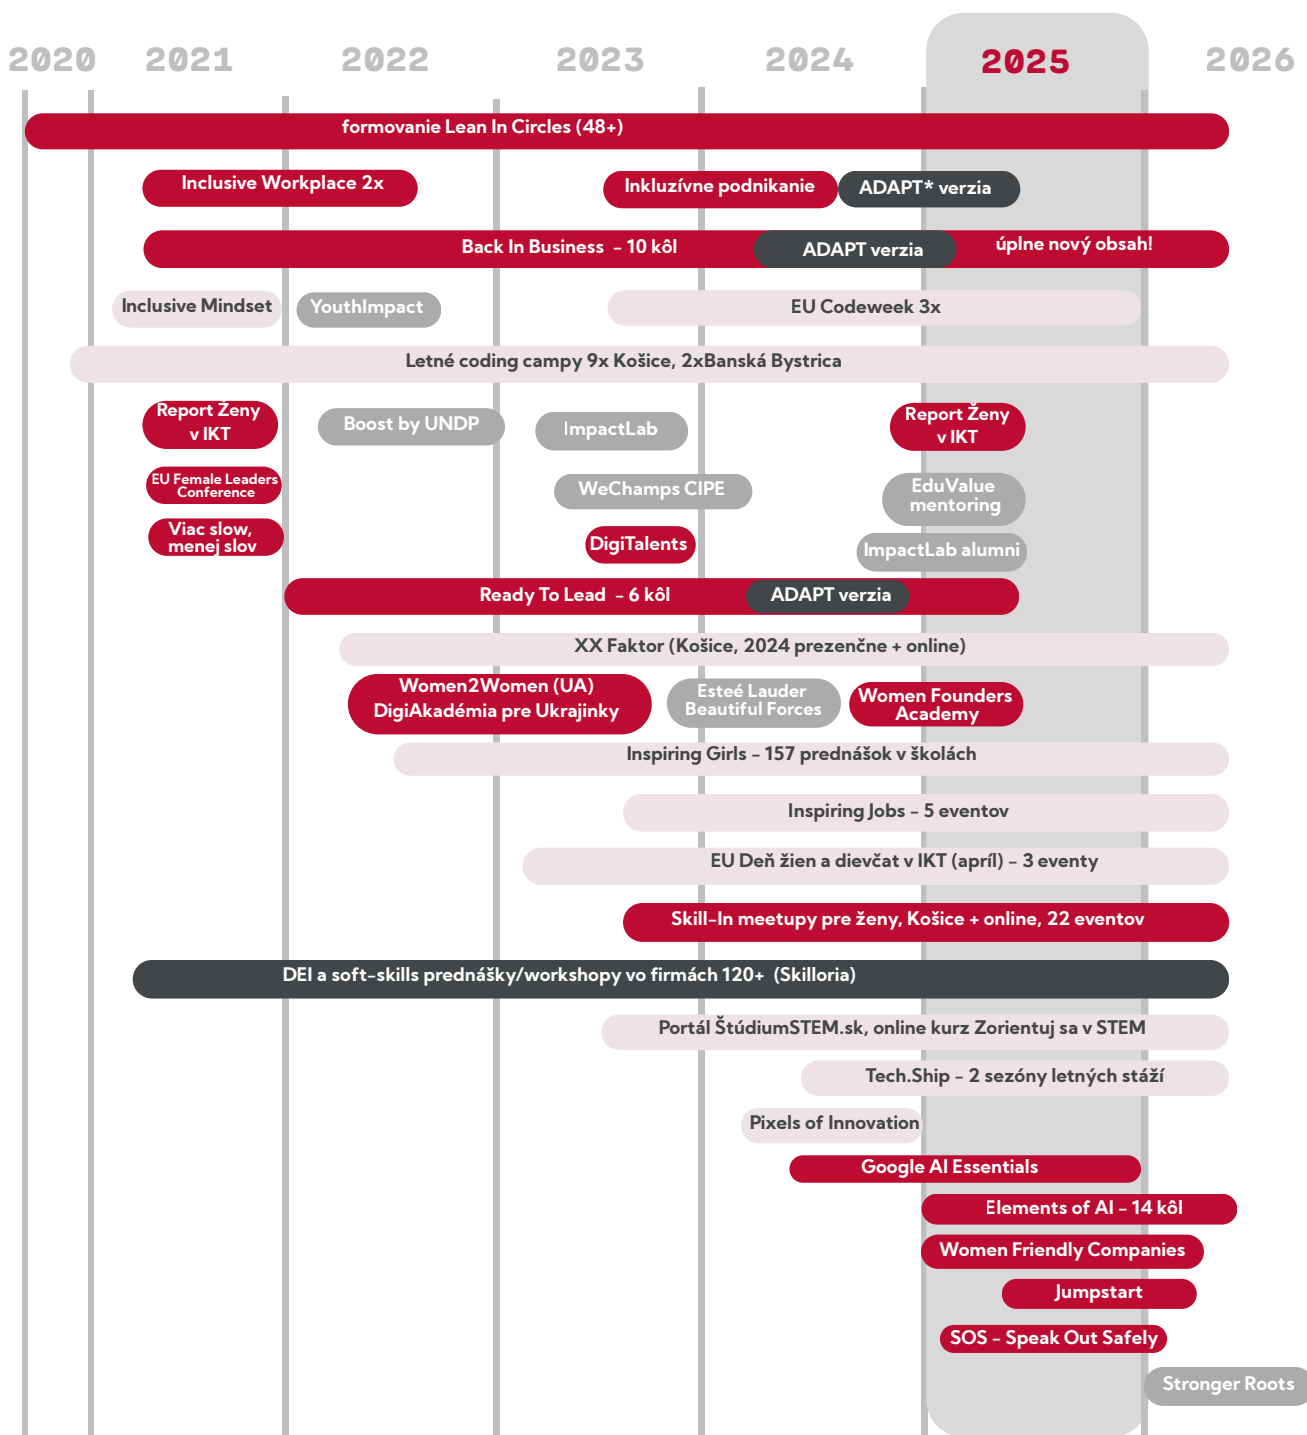 2020 2021 2022 2023 2024 2025 2026
formovanie Lean In Circles (48+)
Inclusive Workplace 2x
Inkluzívne podnikanie
ADAPT* verzia
Back In Business - 10 kôl
ADAPT verzia
úplne nový obsah!
Inclusive Mindset
YouthImpact
EU Codeweek 3x
Letné coding campy 9x Košice, 2xBanská Bystrica
Report Ženy
v IKT
Boost by UNDP
ImpactLab
Report Ženy
v IKT
EU Female Leaders
Conference
WeChamps CIPE
EduValue
mentoring
Viac slow,
menej slov
DigiTalents
ImpactLab alumni
Ready To Lead - 6 kôl
ADAPT verzia
XX Faktor (Košice, 2024 prezenčne + online)
Women2Women (UA)
DigiAkadémia pre Ukrajinky
Esteé Lauder
Beautiful Forces
Women Founders
Academy
Inspiring Girls - 157 prednášok v školách
Inspiring Jobs - 5 eventov
EU Deň žien a dievčat v IKT (apríl) - 3 eventy
Skill-In meetupy pre ženy, Košice + online, 22 eventov
DEI a soft-skills prednášky/workshopy vo firmách 120+ (Skilloria)
Portál ŠtúdiumSTEM.sk, online kurz Zorientuj sa v STEM
Tech.Ship - 2 sezóny letných stáží
Pixels of Innovation
Google AI Essentials
Elements of AI - 14 kôl
Women Friendly Companies
Jumpstart
SOS - Speak Out Safely
Stronger Roots